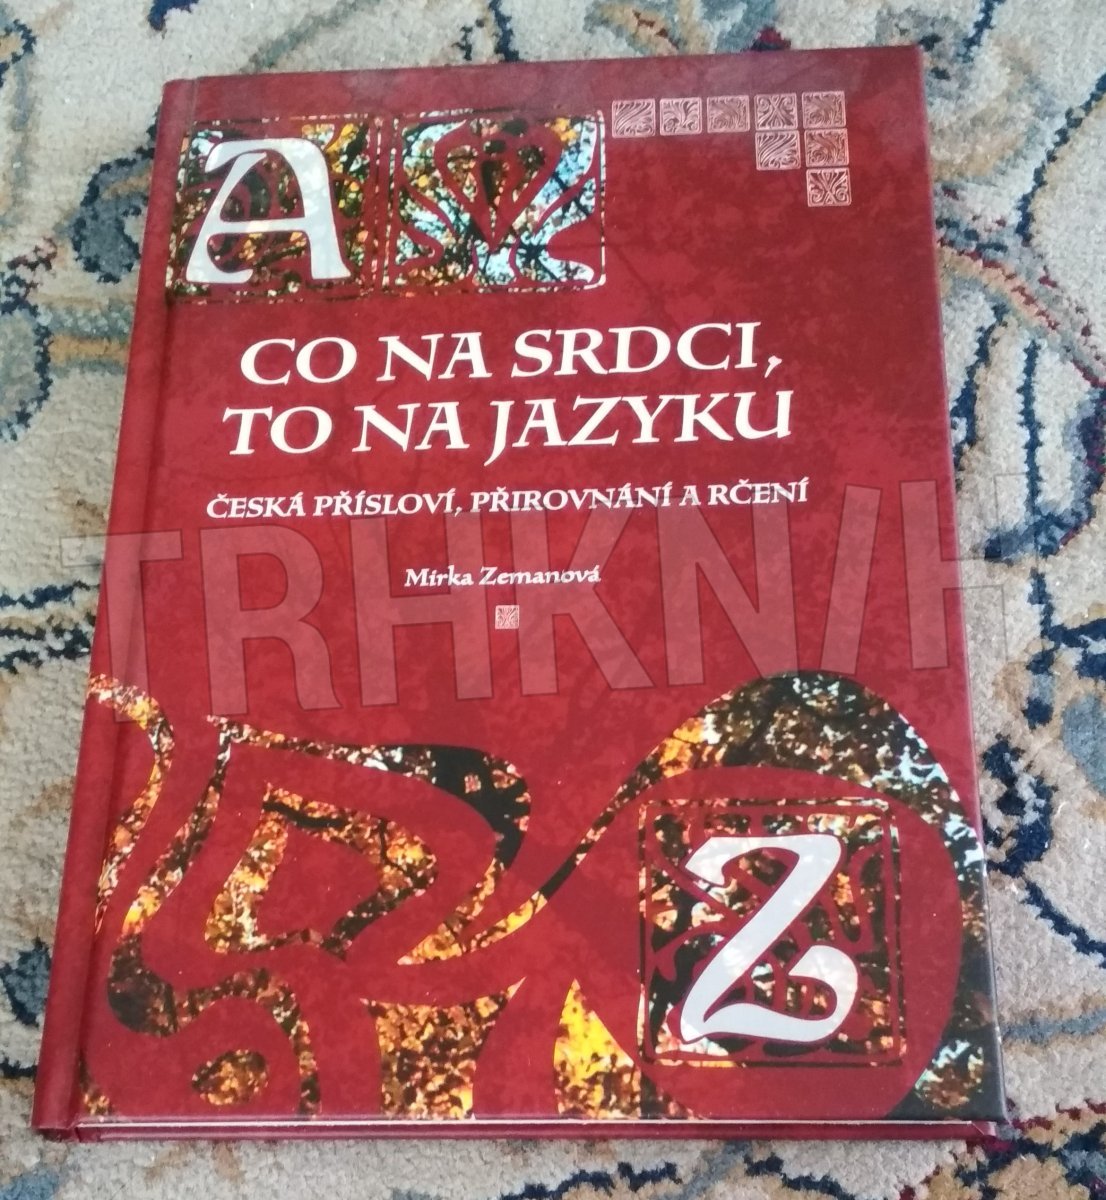 A
CO NA SRDCI,
TO NA JAZYKU
ČESKÁ PŘÍSLOVÍ, PŘIROVNÁNÍ A RČENÍ
Mirka Zemanová
TRHKNIH
Z